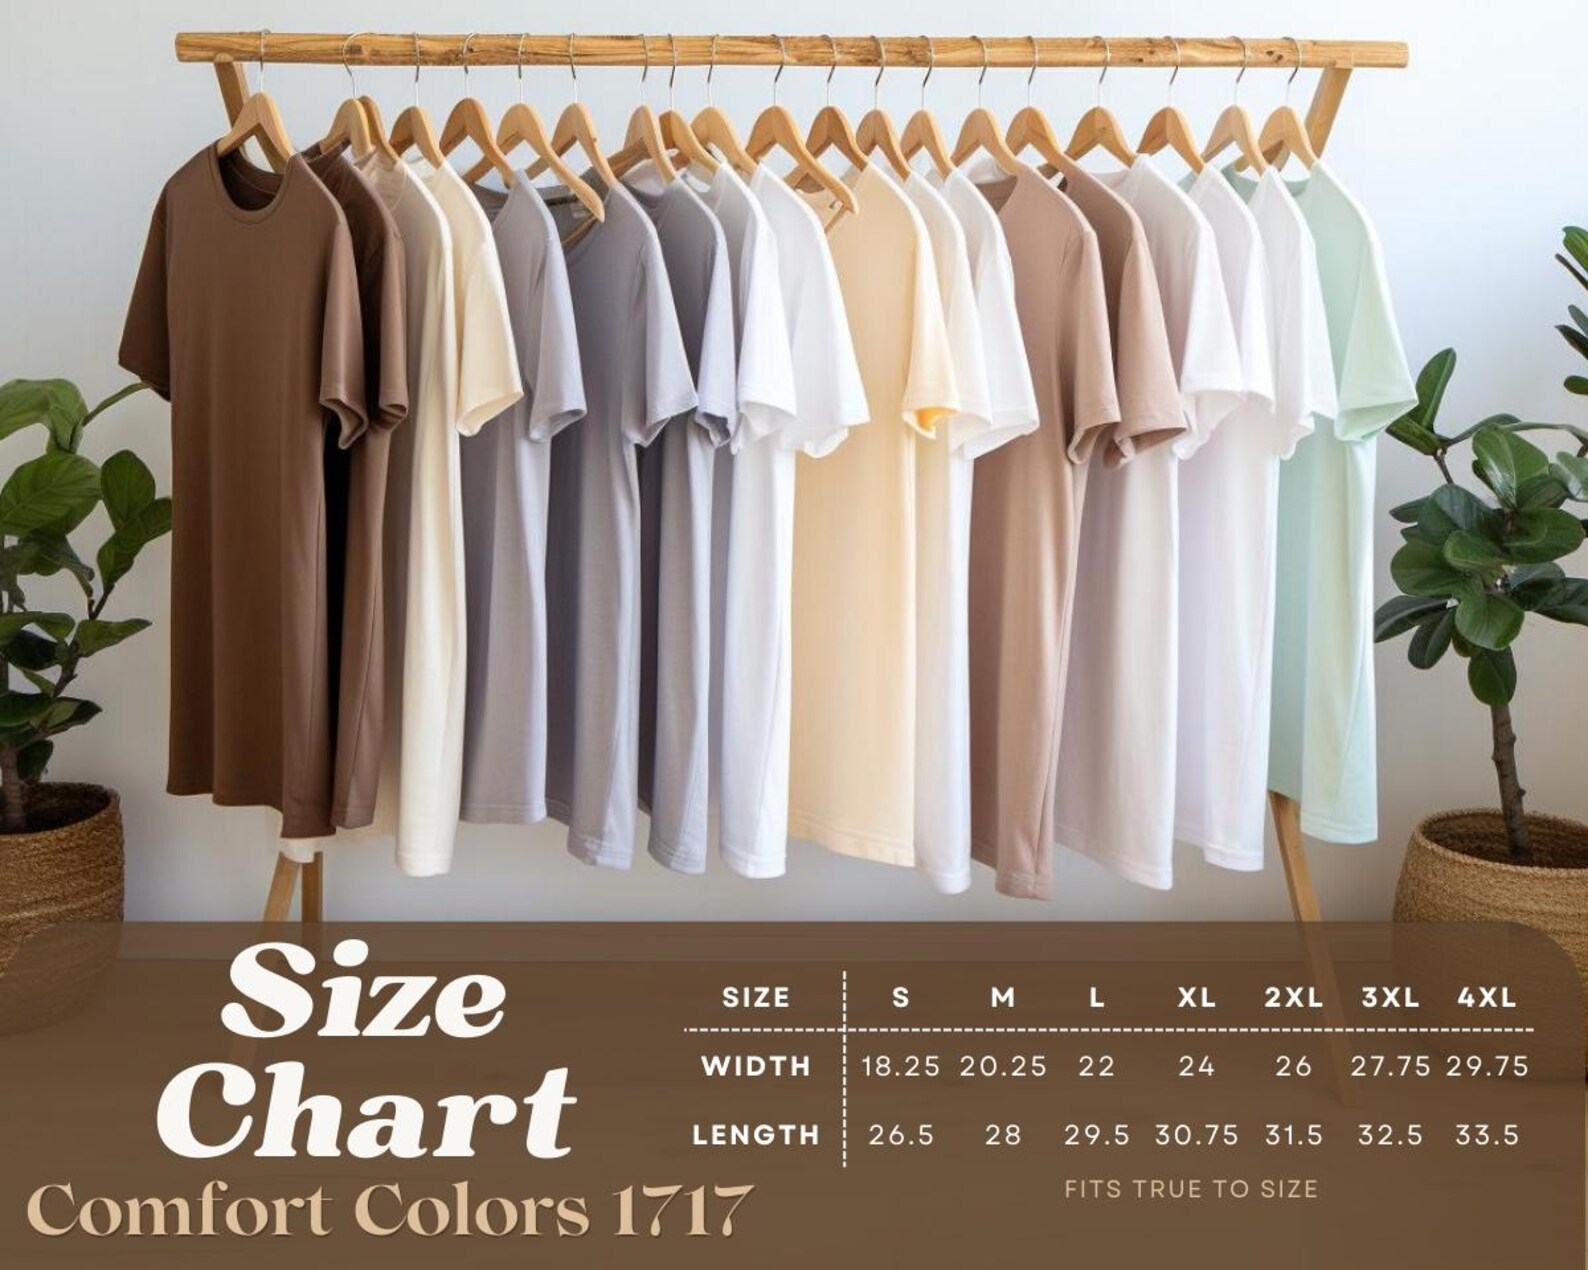 Size
Chart
Comfort Colors 1717
SIZE S M L XL 2XL 3XL 4XL
WIDTH 18.25 20.25 22 24 26 27.75 29.75
LENGTH 26.5 28 29.5 30.75 31.5 32.5 33.5
FITS TRUE TO SIZE